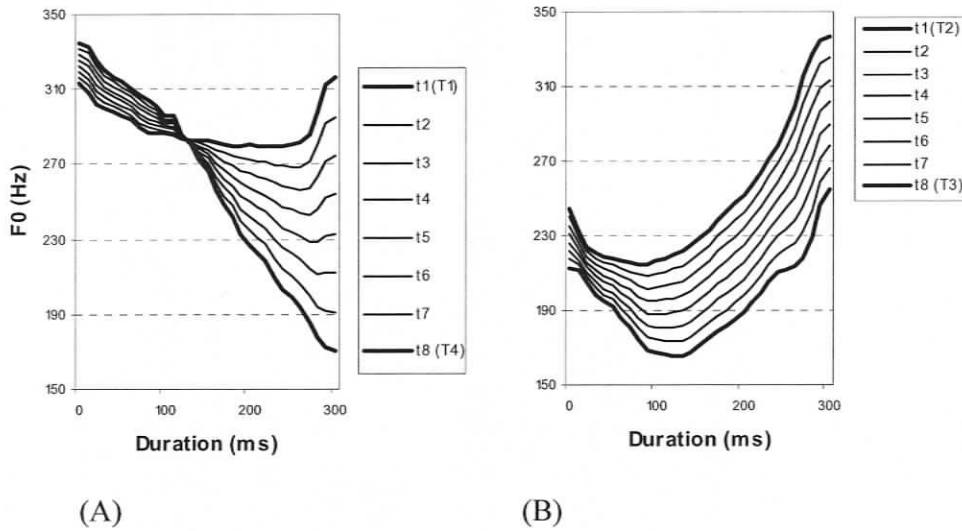 350
310
270
230
190
150
F0 (Hz)
0
100
200
300
Duration (ms)
t1(T1)
t2
t3
t4
t5
t6
t7
t8 (T4)
(A)
350
310
270
230
190
150
0
100
200
300
Duration (ms)
t1(T2)
t2
t3
t4
t5
t6
t7
t8 (T3)
(B)